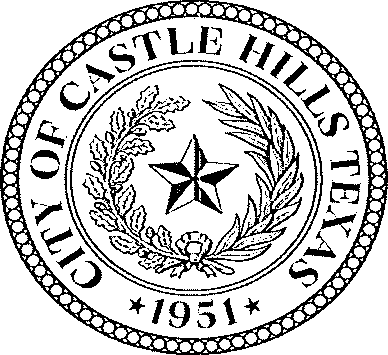 CITY OF CASTLE HILLS TEXAS
1951